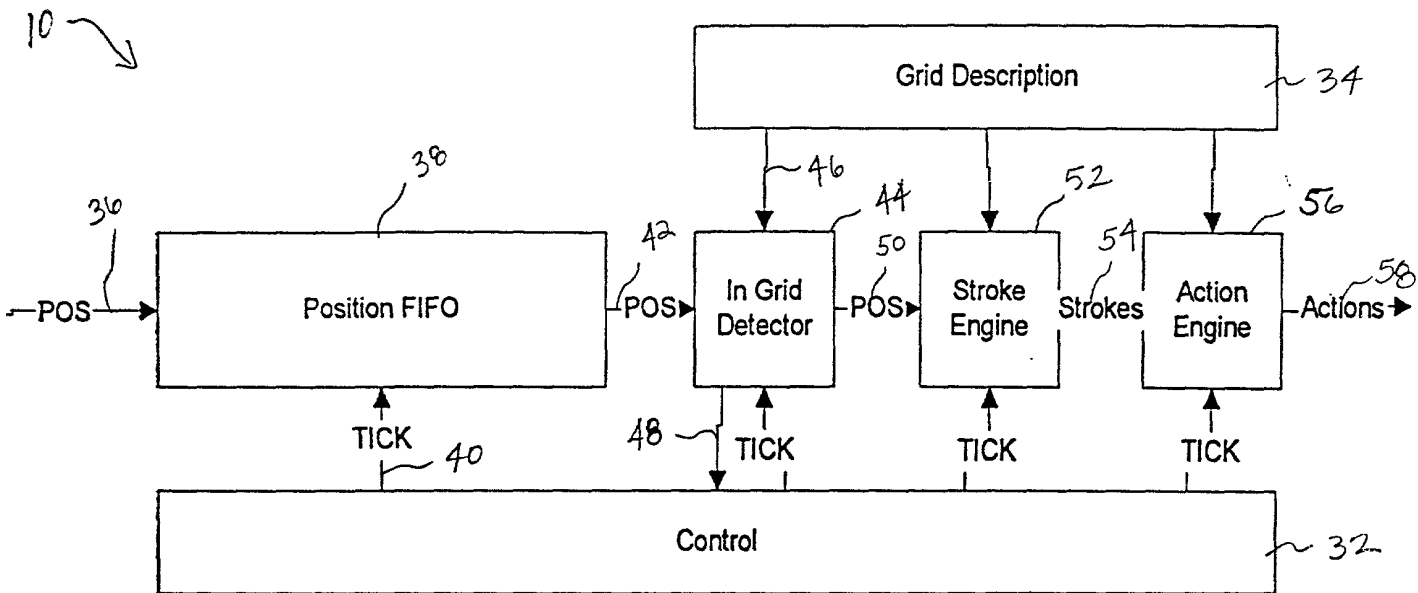 10
Grid Description
34
38
46
52
44
56
36
42
50
54
58
POS
Position FIFO
POS
In Grid
Detector
POS
Stroke
Engine
Strokes
Action
Engine
Actions
TICK
48
TICK
TICK
TICK
40
Control
32